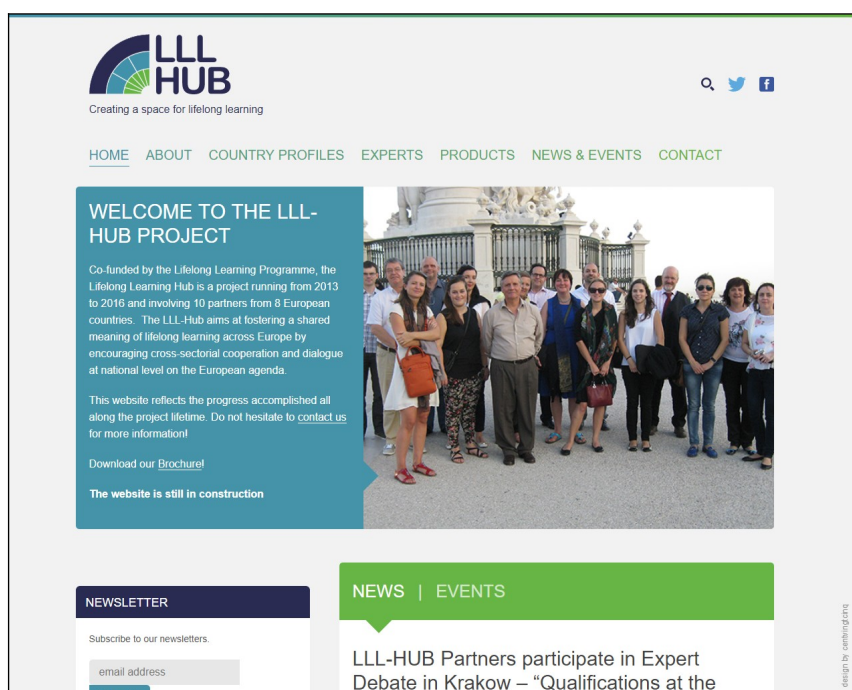 LLL
HUB
Creating a space for lifelong learning
HOME ABOUT COUNTRY PROFILES EXPERTS PRODUCTS NEWS & EVENTS CONTACT
WELCOME TO THE LLL-
HUB PROJECT
Co-funded by the Lifelong Learning Programme, the
Lifelong Learning Hub is a project running from 2013
to 2016 and involving 10 partners from 8 European
countries. The LLL-Hub aims at fostering a shared
meaning of lifelong learning across Europe by
encouraging cross-sectorial cooperation and dialogue
at national level on the European agenda.
This website reflects the progress accomplished all
along the project lifetime. Do not hesitate to contact us
for more information!
Download our Brochure!
The website is still in construction
NEWSLETTER
Subscribe to our newsletters.
email address
NEWS | EVENTS
LLL-HUB Partners participate in Expert
Debate in Krakow – “Qualifications at the
design by centvingtcinq